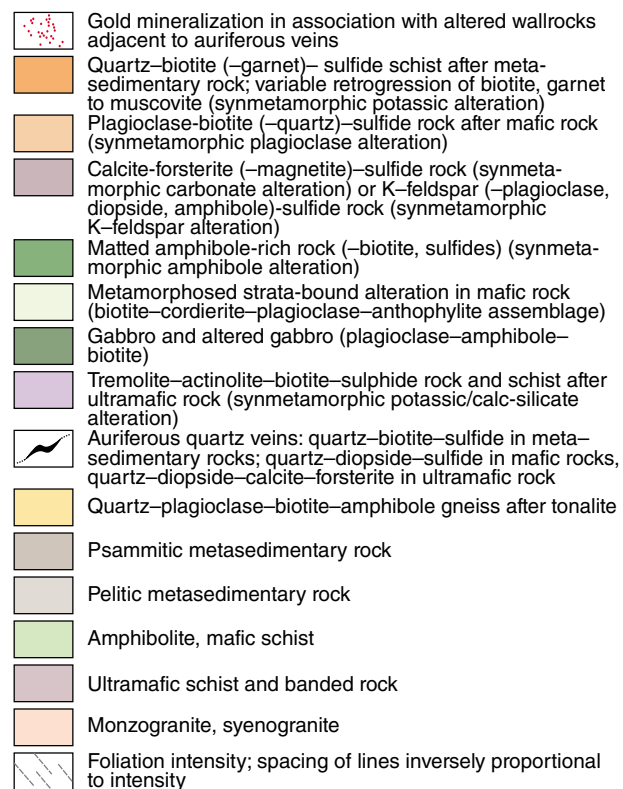 Gold mineralization in association with altered wallrocks
adjacent to auriferous veins
Quartz–biotite (–garnet)– sulfide schist after meta-
sedimentary rock; variable retrogression of biotite, garnet
to muscovite (synmetamorphic potassic alteration)
Plagioclase-biotite (–quartz)–sulfide rock after mafic rock
(synmetamorphic plagioclase alteration)
Calcite-forsterite (–magnetite)–sulfide rock (synmeta-
morphic carbonate alteration) or K–feldspar (–plagioclase,
diopside, amphibole)-sulfide rock (synmetamorphic
K–feldspar alteration)
Matted amphibole-rich rock (–biotite, sulfides) (synmeta-
morphic amphibole alteration)
Metamorphosed strata-bound alteration in mafic rock
(biotite–cordierite–plagioclase–anthophylite assemblage)
Gabbro and altered gabbro (plagioclase–amphibole–
biotite)
Tremolite–actinolite–biotite–sulphide rock and schist after
ultramafic rock (synmetamorphic potassic/calc-silicate
alteration)
Auriferous quartz veins: quartz–biotite–sulfide in meta–
sedimentary rocks; quartz–diopside–sulfide in mafic rocks,
quartz–diopside–calcite–forsterite in ultramafic rock
Quartz–plagioclase–biotite–amphibole gneiss after tonalite
Psammitic metasedimentary rock
Pelitic metasedimentary rock
Amphibolite, mafic schist
Ultramafic schist and banded rock
Monzogranite, syenogranite
Foliation intensity; spacing of lines inversely proportional
to intensity